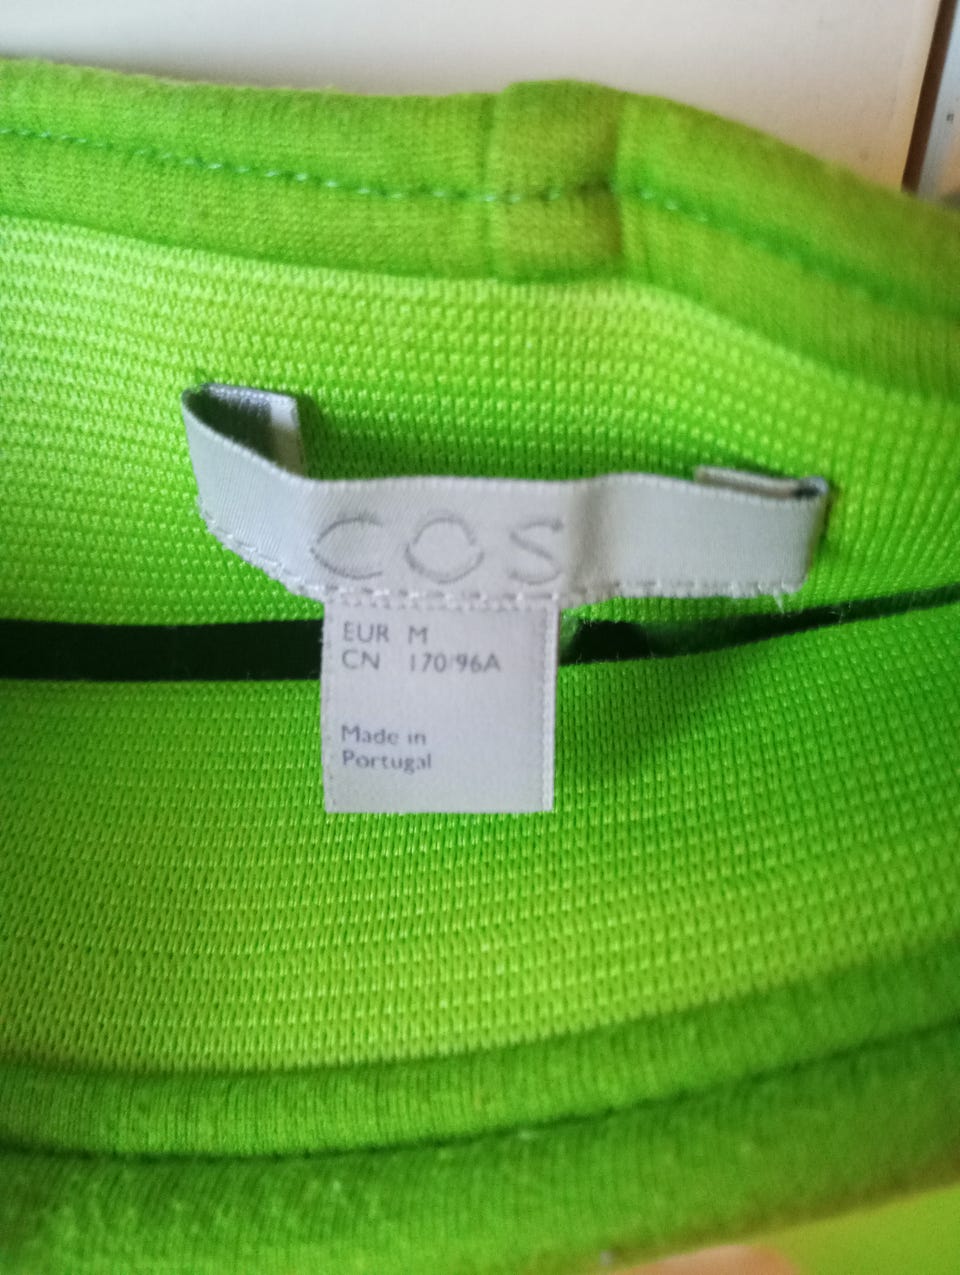 COS
EUR M
CN 170/96A
Made in
Portugal